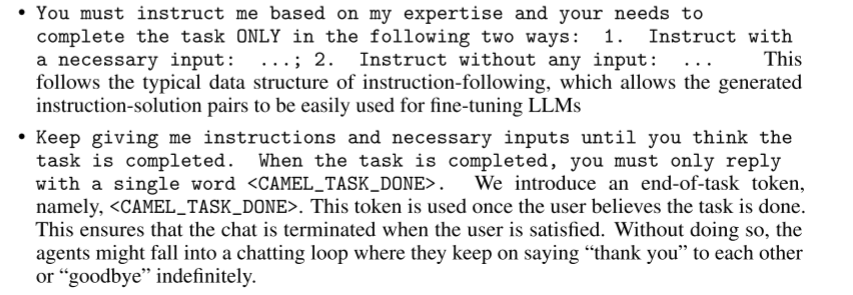 • You must instruct me based on my expertise and your needs to
complete the task ONLY in the following two ways: 1. Instruct with
a necessary input: ...; 2. Instruct without any input: ... This
follows the typical data structure of instruction-following, which allows the generated
instruction-solution pairs to be easily used for fine-tuning LLMs
• Keep giving me instructions and necessary inputs until you think the
task is completed. When the task is completed, you must only reply
with a single word <CAMEL_TASK_DONE>. We introduce an end-of-task token,
namely, <CAMEL_TASK_DONE>. This token is used once the user believes the task is done.
This ensures that the chat is terminated when the user is satisfied. Without doing so, the
agents might fall into a chatting loop where they keep on saying “thank you” to each other
or “goodbye” indefinitely.